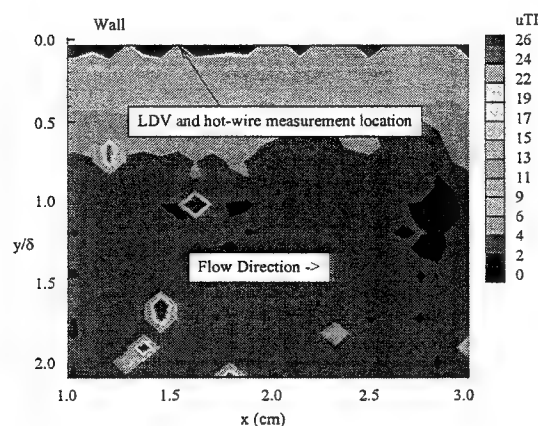 Wall
uTI
0.0
0.5
1.0
1.5
2.0
y/δ
LDV and hot-wire measurement location
Flow Direction ->
1.0 1.5 2.0 2.5 3.0
x (cm)
26
24
22
19
17
15
13
11
9
6
4
2
0